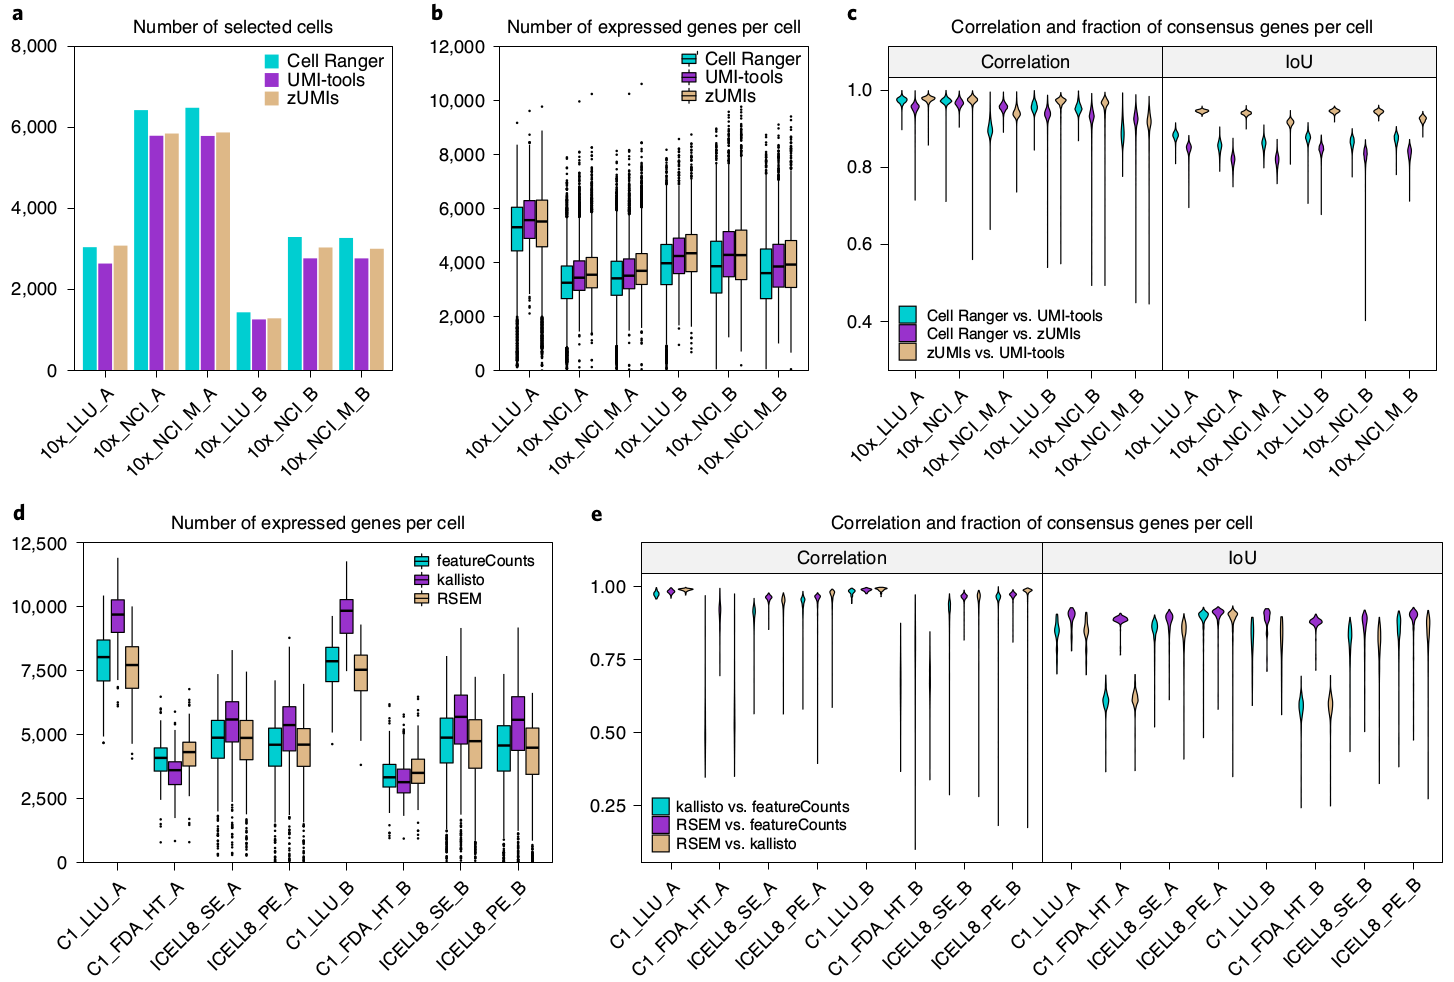 a
Number of selected cells
8,000
6,000
4,000
2,000
0
Cell Ranger
UMI-tools
zUMIs
10x_LLU_A
10x_NCI_A
10x_NCI_M_A
10x_LLU_B
10x_NCI_B
10x_NCI_M_B
b
Number of expressed genes per cell
12,000
10,000
8,000
6,000
4,000
2,000
0
Cell Ranger
UMI-tools
zUMIs
10x_LLU_A
10x_NCI_A
10x_NCI_M_A
10x_LLU_B
10x_NCI_B
10x_NCI_M_B
c
Correlation and fraction of consensus genes per cell
Correlation
IoU
1.0
0.8
0.6
0.4
Cell Ranger vs. UMI-tools
Cell Ranger vs. zUMIs
zUMIs vs. UMI-tools
10x_LLU_A
10x_NCI_A
10x_NCI_M_A
10x_LLU_B
10x_NCI_B
10x_NCI_M_B
10x_LLU_A
10x_NCI_A
10x_NCI_M_A
10x_LLU_B
10x_NCI_B
10x_NCI_M_B
d
Number of expressed genes per cell
12,500
10,000
7,500
5,000
2,500
0
featureCounts
kallisto
RSEM
C1_LLU_A
C1_FDA_HT_A
ICELL8_SE_A
ICELL8_PE_A
C1_LLU_B
C1_FDA_HT_B
ICELL8_SE_B
ICELL8_PE_B
e
Correlation and fraction of consensus genes per cell
Correlation
IoU
1.00
0.75
0.50
0.25
kallisto vs. featureCounts
RSEM vs. featureCounts
RSEM vs. kallisto
C1_LLU_A
C1_FDA_HT_A
ICELL8_SE_A
ICELL8_PE_A
C1_LLU_B
C1_FDA_HT_B
ICELL8_SE_B
ICELL8_PE_B
C1_LLU_A
C1_FDA_HT_A
ICELL8_SE_A
ICELL8_PE_A
C1_LLU_B
C1_FDA_HT_B
ICELL8_SE_B
ICELL8_PE_B